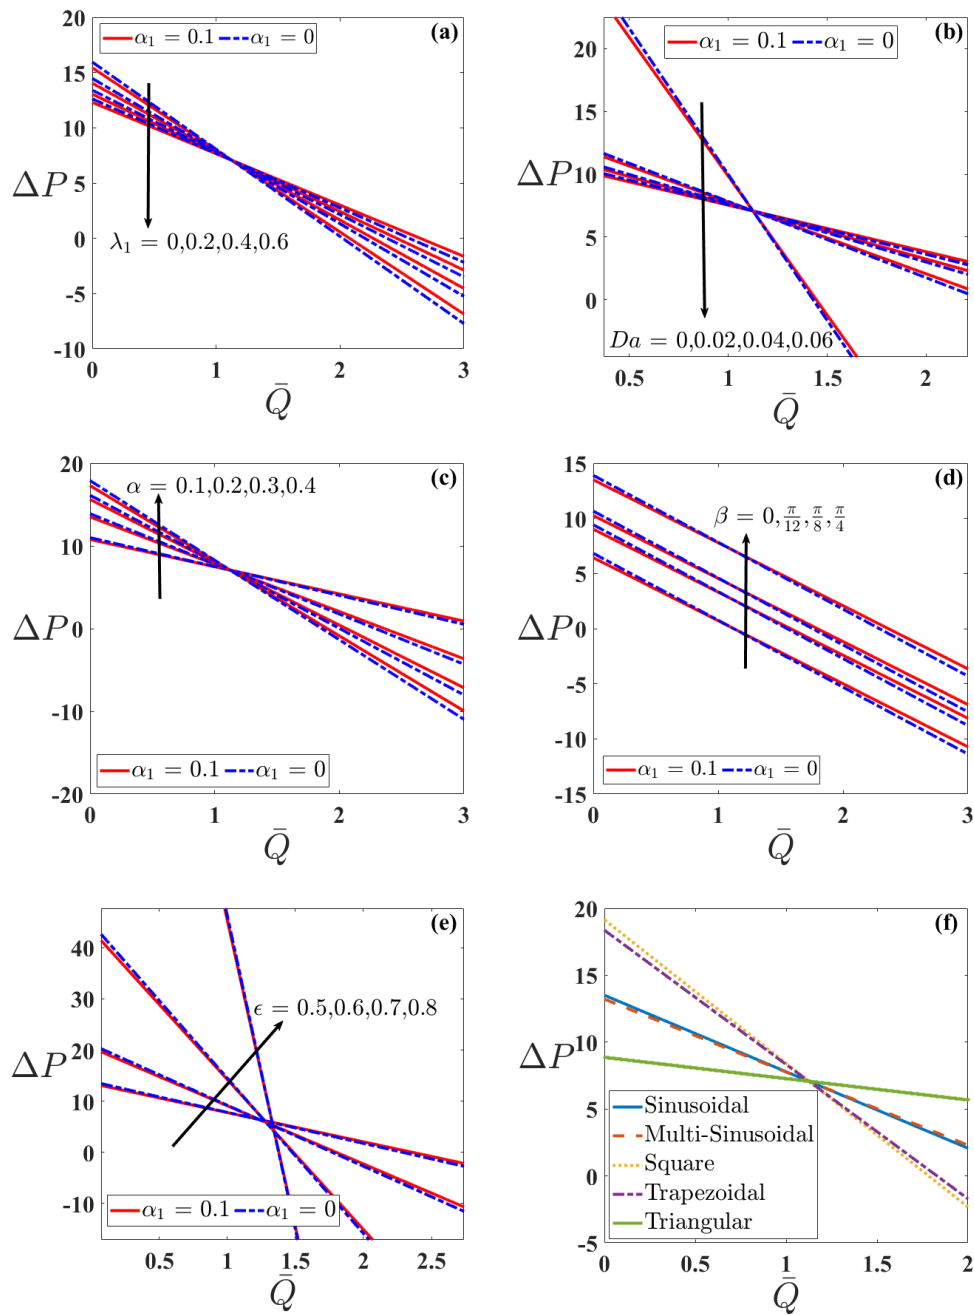 (a)
α₁ = 0.1 α₁ = 0
20
15
10
5
0
-5
-10
ΔP
λ₁ = 0,0.2,0.4,0.6
0 1 2 3
Q̄
(b)
α₁ = 0.1 α₁ = 0
20
15
10
5
0
ΔP
Da = 0,0.02,0.04,0.06
0.5 1 1.5 2
Q̄
(c)
α = 0.1,0.2,0.3,0.4
20
10
0
-10
-20
ΔP
α₁ = 0.1 α₁ = 0
0 1 2 3
Q̄
(d)
β = 0, π/12, π/8, π/4
15
10
5
0
-5
-10
-15
ΔP
α₁ = 0.1 α₁ = 0
0 1 2 3
Q̄
(e)
ϵ = 0.5,0.6,0.7,0.8
40
30
20
10
0
-10
ΔP
α₁ = 0.1 α₁ = 0
0.5 1 1.5 2 2.5
Q̄
(f)
20
15
10
5
0
-5
ΔP
Sinusoidal
Multi-Sinusoidal
Square
Trapezoidal
Triangular
0 0.5 1 1.5 2
Q̄